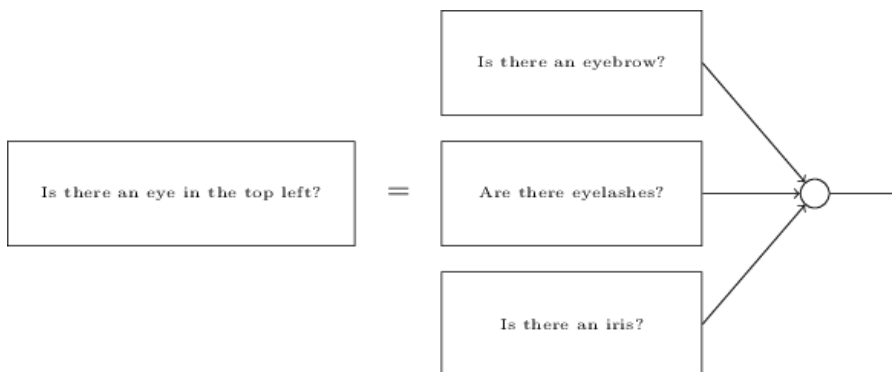 Is there an eyebrow?
Is there an eye in the top left?
=
Are there eyelashes?
Is there an iris?